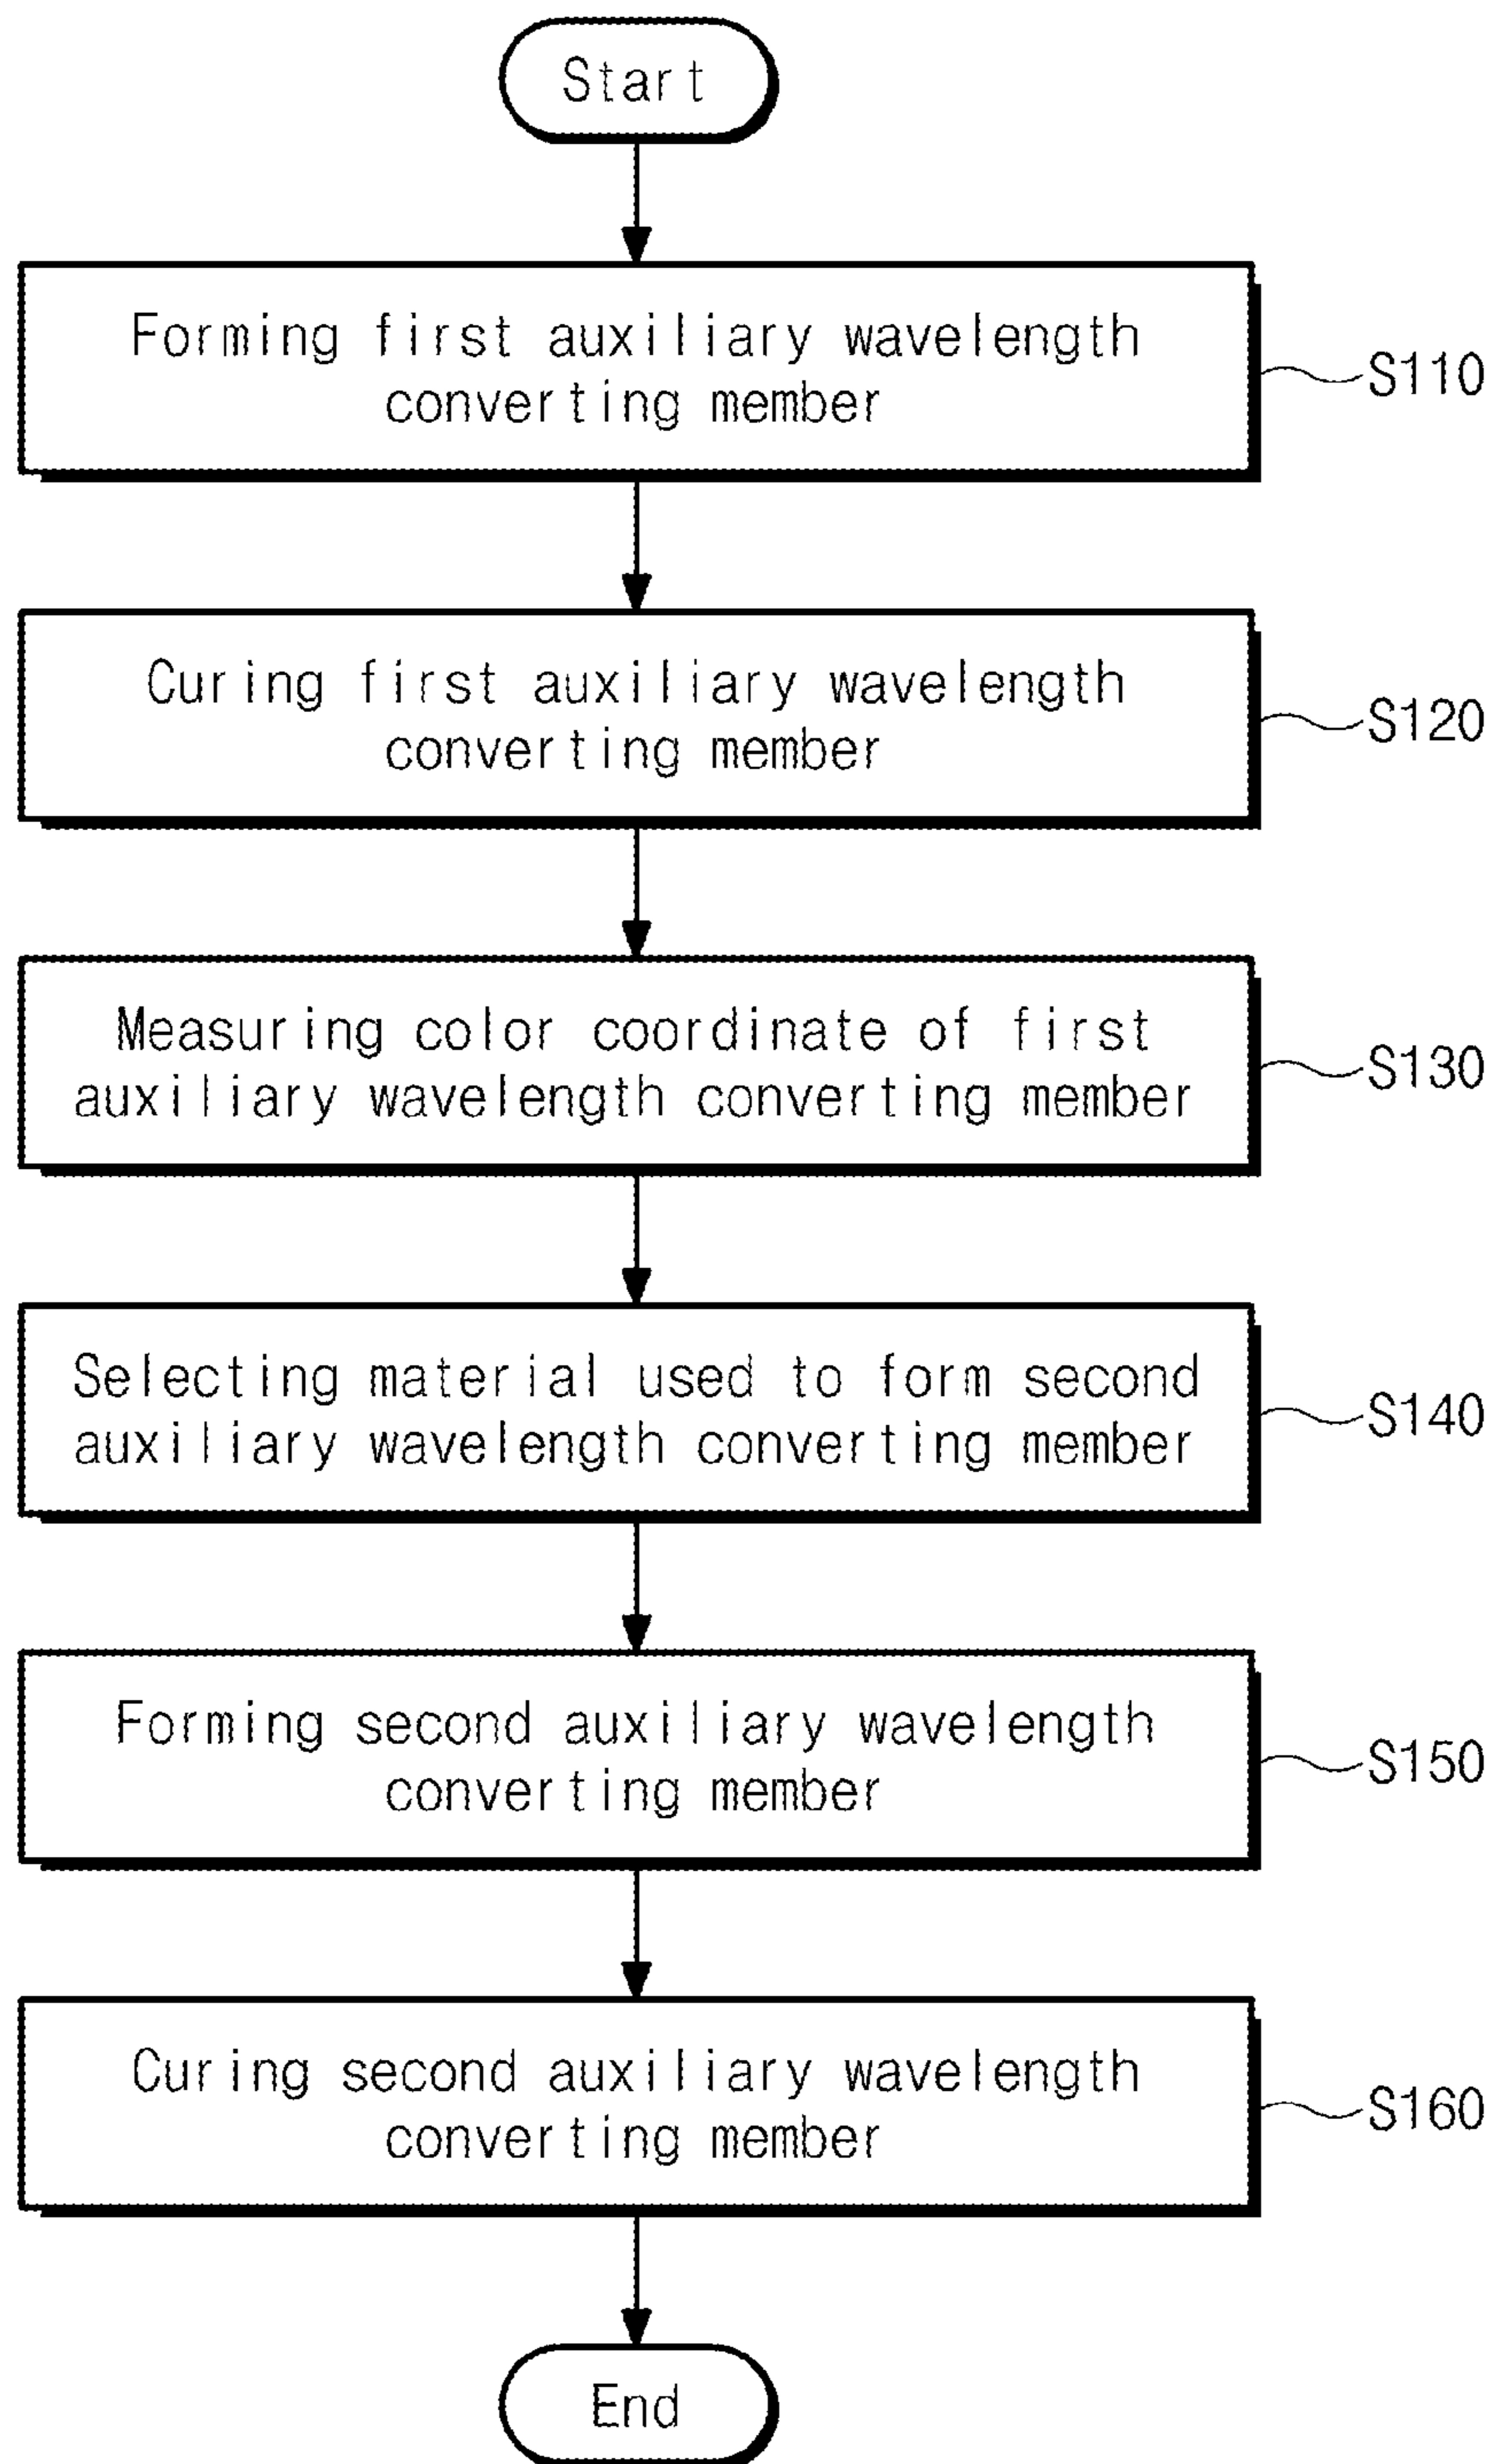 Start
Forming first auxiliary wavelength
converting member
S110
Curing first auxiliary wavelength
converting member
S120
Measuring color coordinate of first
auxiliary wavelength converting member
S130
Selecting material used to form second
auxiliary wavelength converting member
S140
Forming second auxiliary wavelength
converting member
S150
Curing second auxiliary wavelength
converting member
S160
End